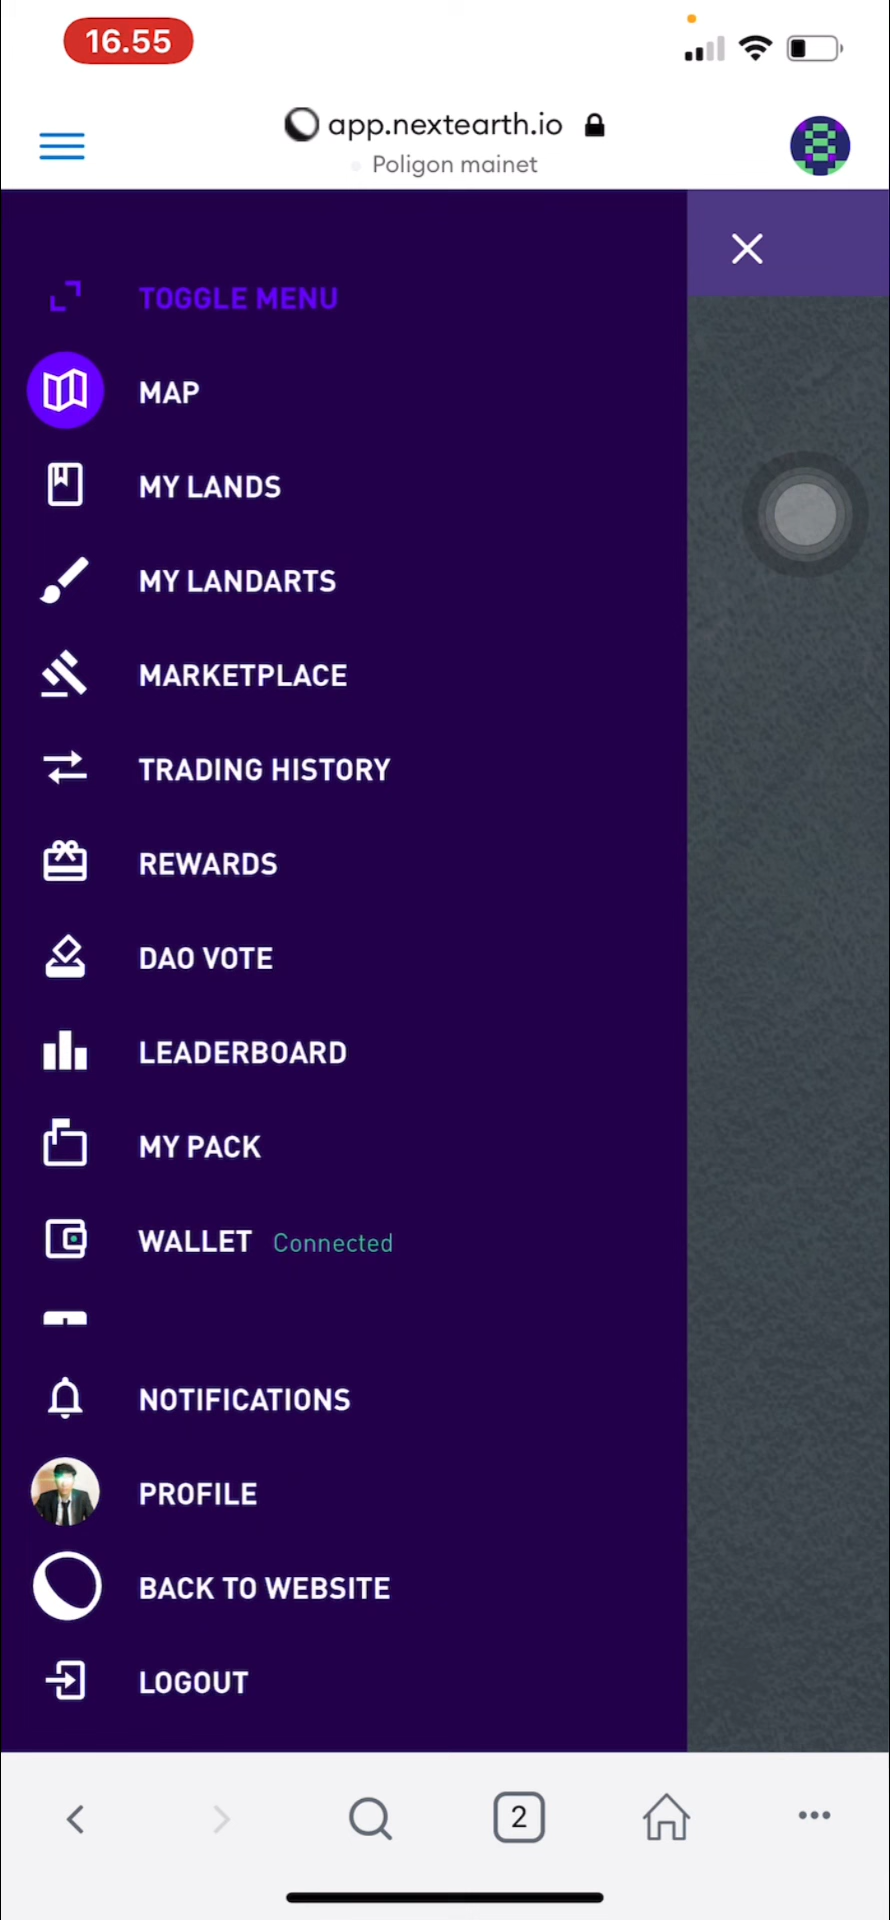 16.55
app.nextearth.io
Poligon mainet
TOGGLE MENU
MAP
MY LANDS
MY LANDARTS
MARKETPLACE
TRADING HISTORY
REWARDS
DAO VOTE
LEADERBOARD
MY PACK
WALLET Connected
NOTIFICATIONS
PROFILE
BACK TO WEBSITE
LOGOUT
2